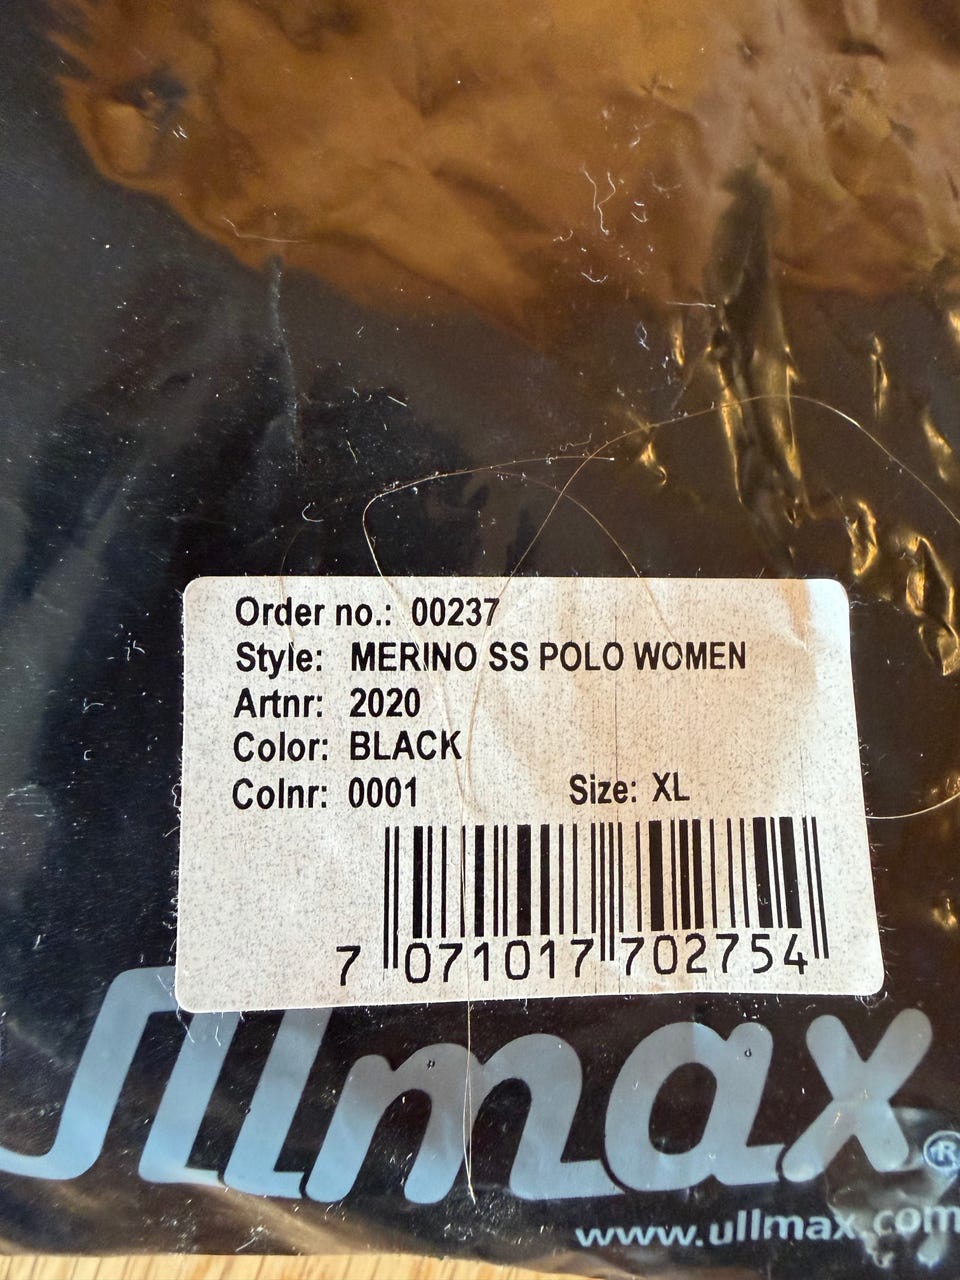 Order no.: 00237
Style: MERINO SS POLO WOMEN
Artnr: 2020
Color: BLACK
Colnr: 0001 Size: XL
7 071017 702754
ullmax®
www.ullmax.com